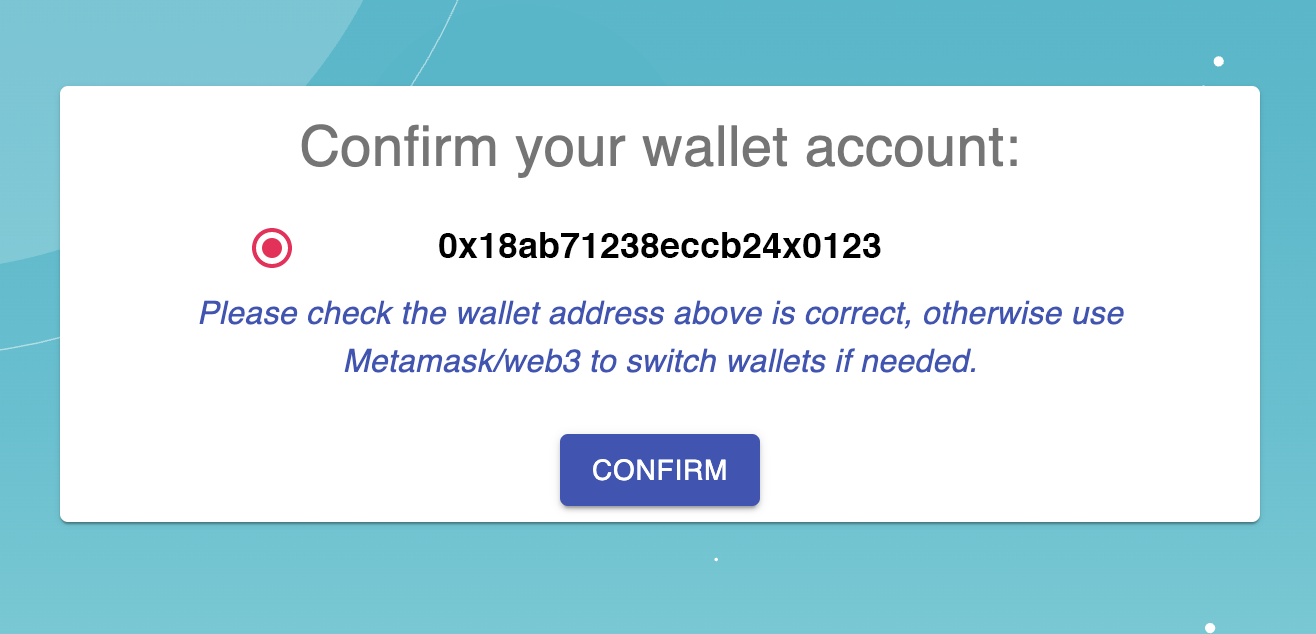 Confirm your wallet account:
0x18ab71238eccb24x0123
Please check the wallet address above is correct, otherwise use
Metamask/web3 to switch wallets if needed.
CONFIRM